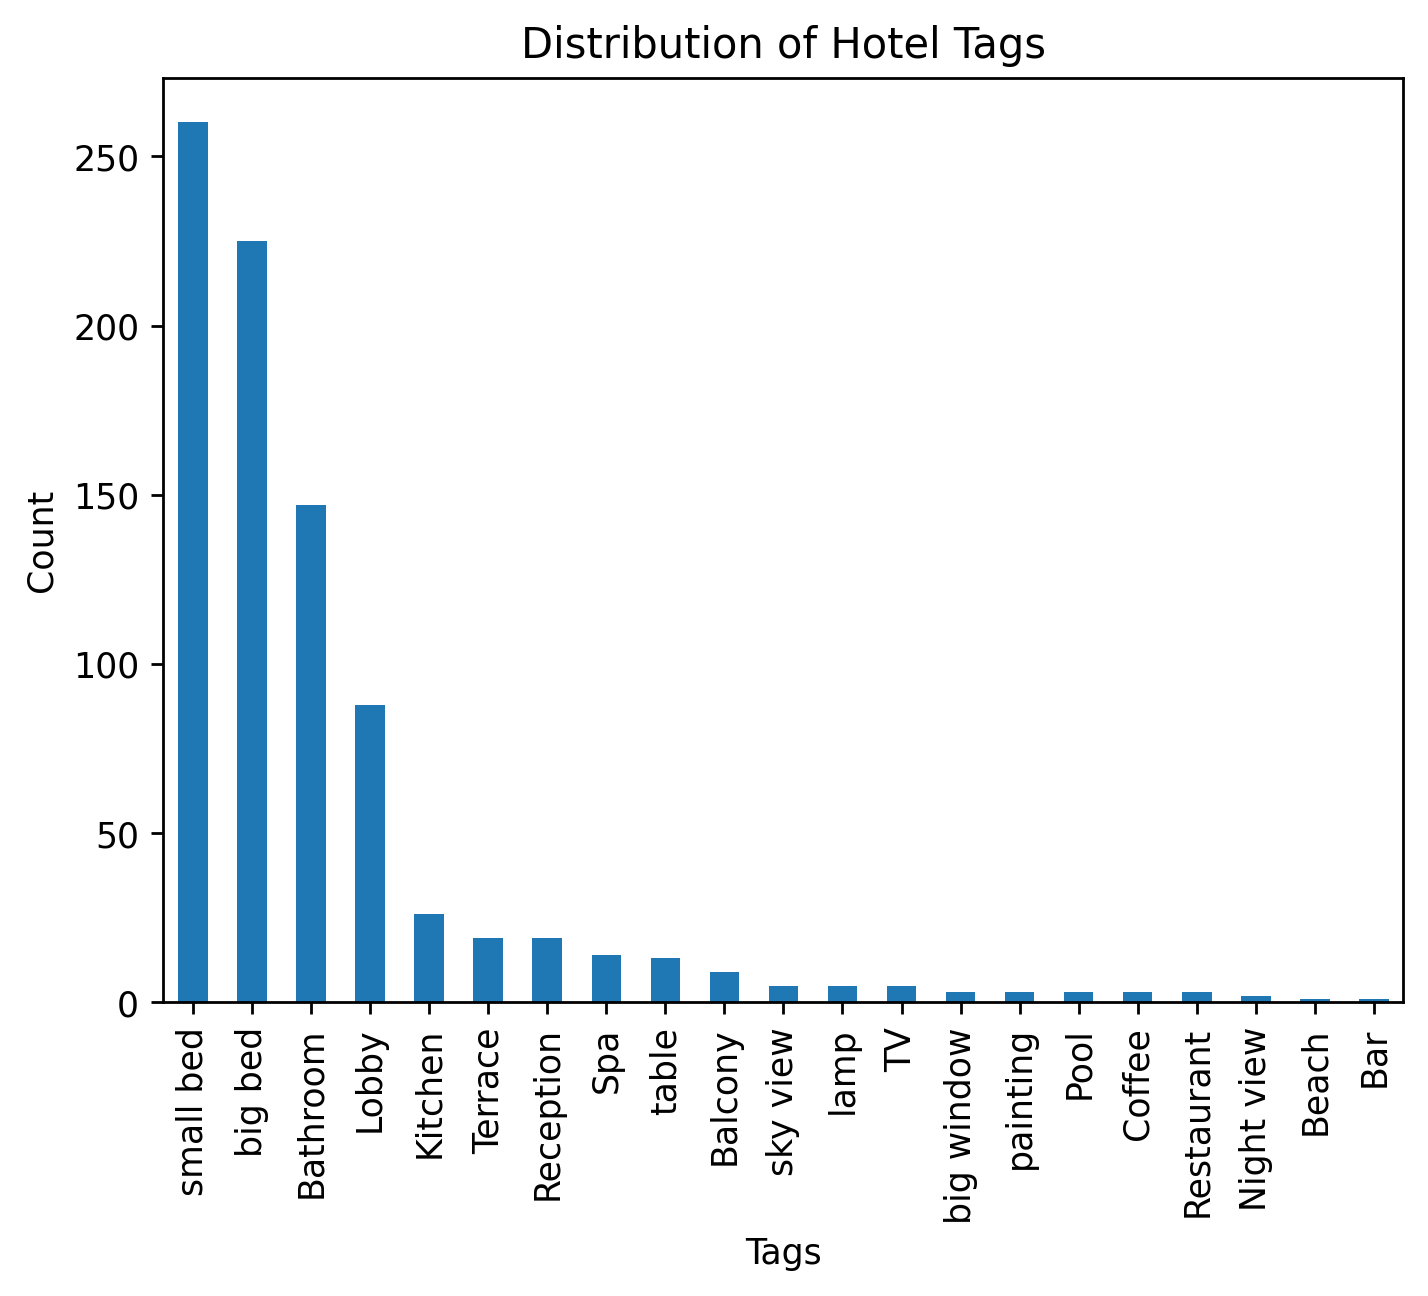 Distribution of Hotel Tags
Count
250
200
150
100
50
0
small bed
big bed
Bathroom
Lobby
Kitchen
Terrace
Reception
Spa
table
Balcony
sky view
lamp
TV
big window
painting
Pool
Coffee
Restaurant
Night view
Beach
Bar
Tags